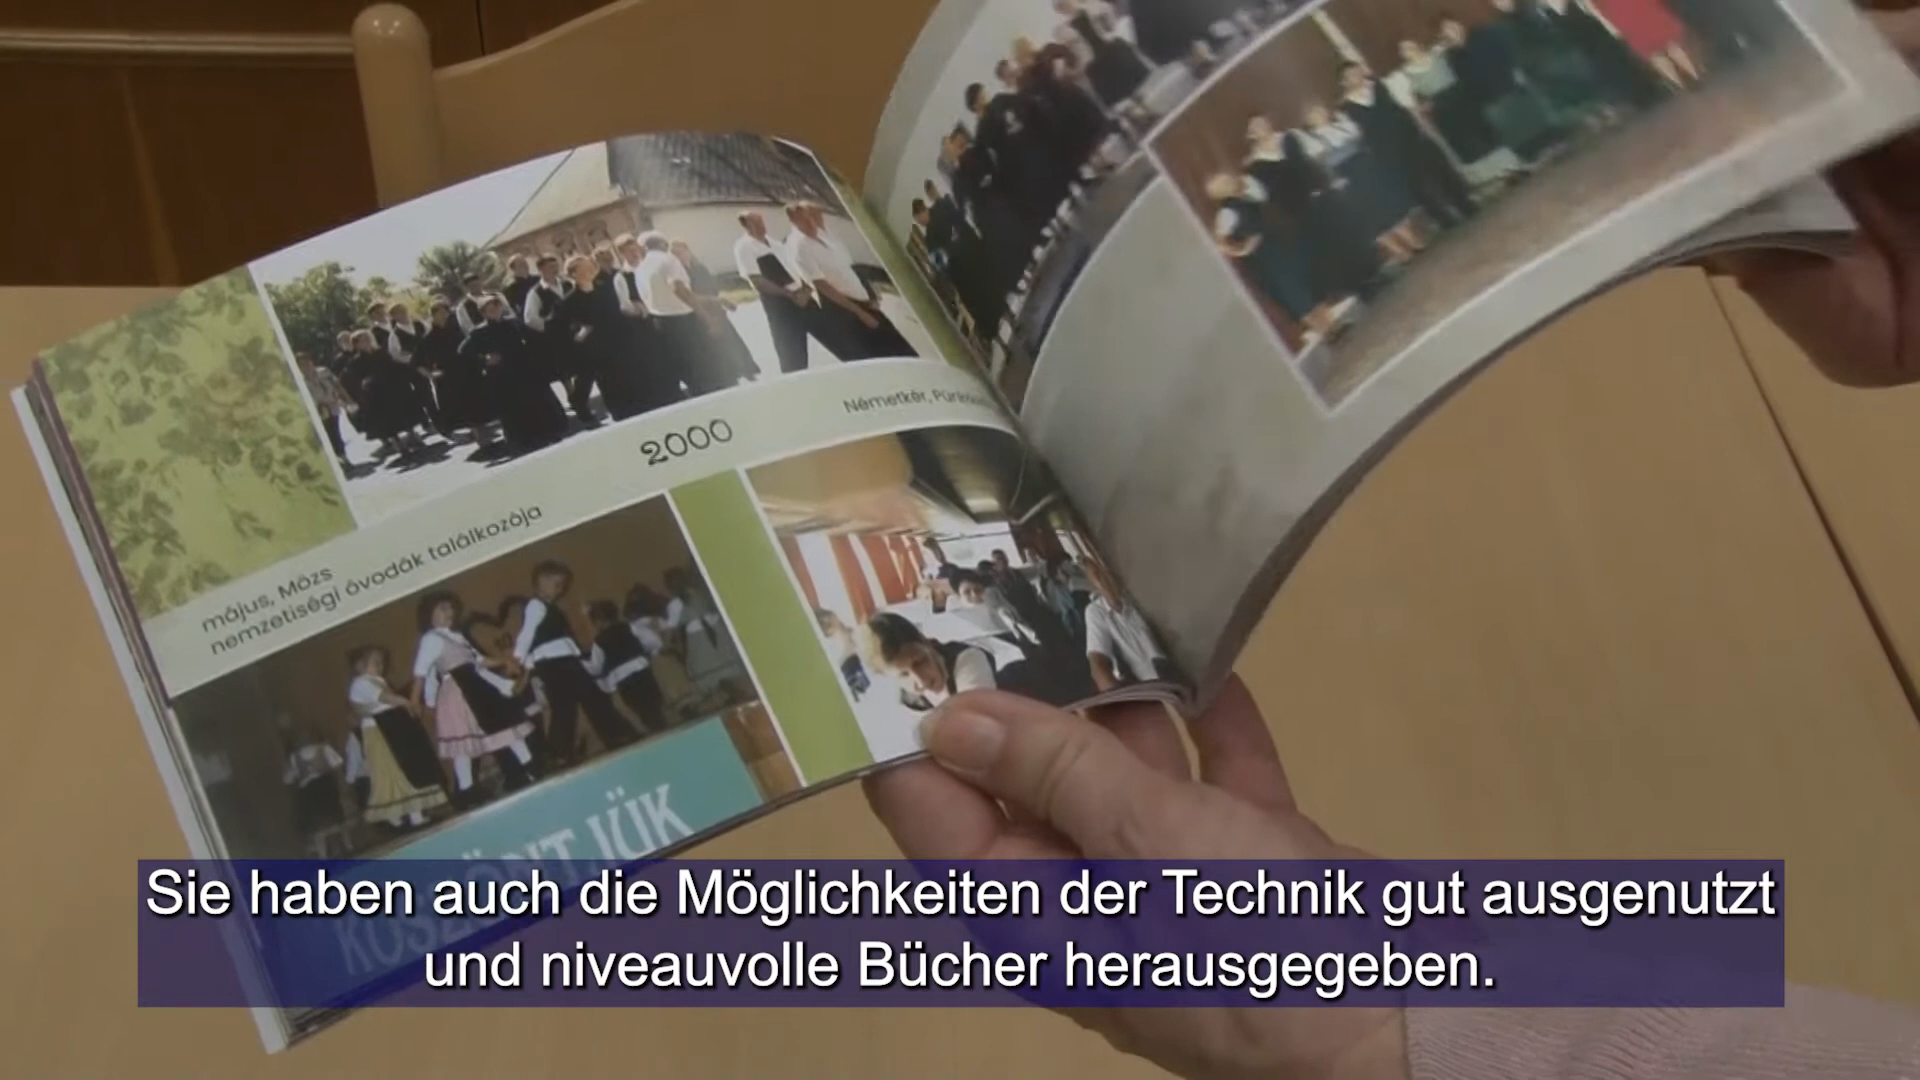 Németkér,
2000
május, Mözs
nemzetiségi óvodák találkozója
KÖSZÖNTJÜK
Sie haben auch die Möglichkeiten der Technik gut ausgenutzt
und niveauvolle Bücher herausgegeben.